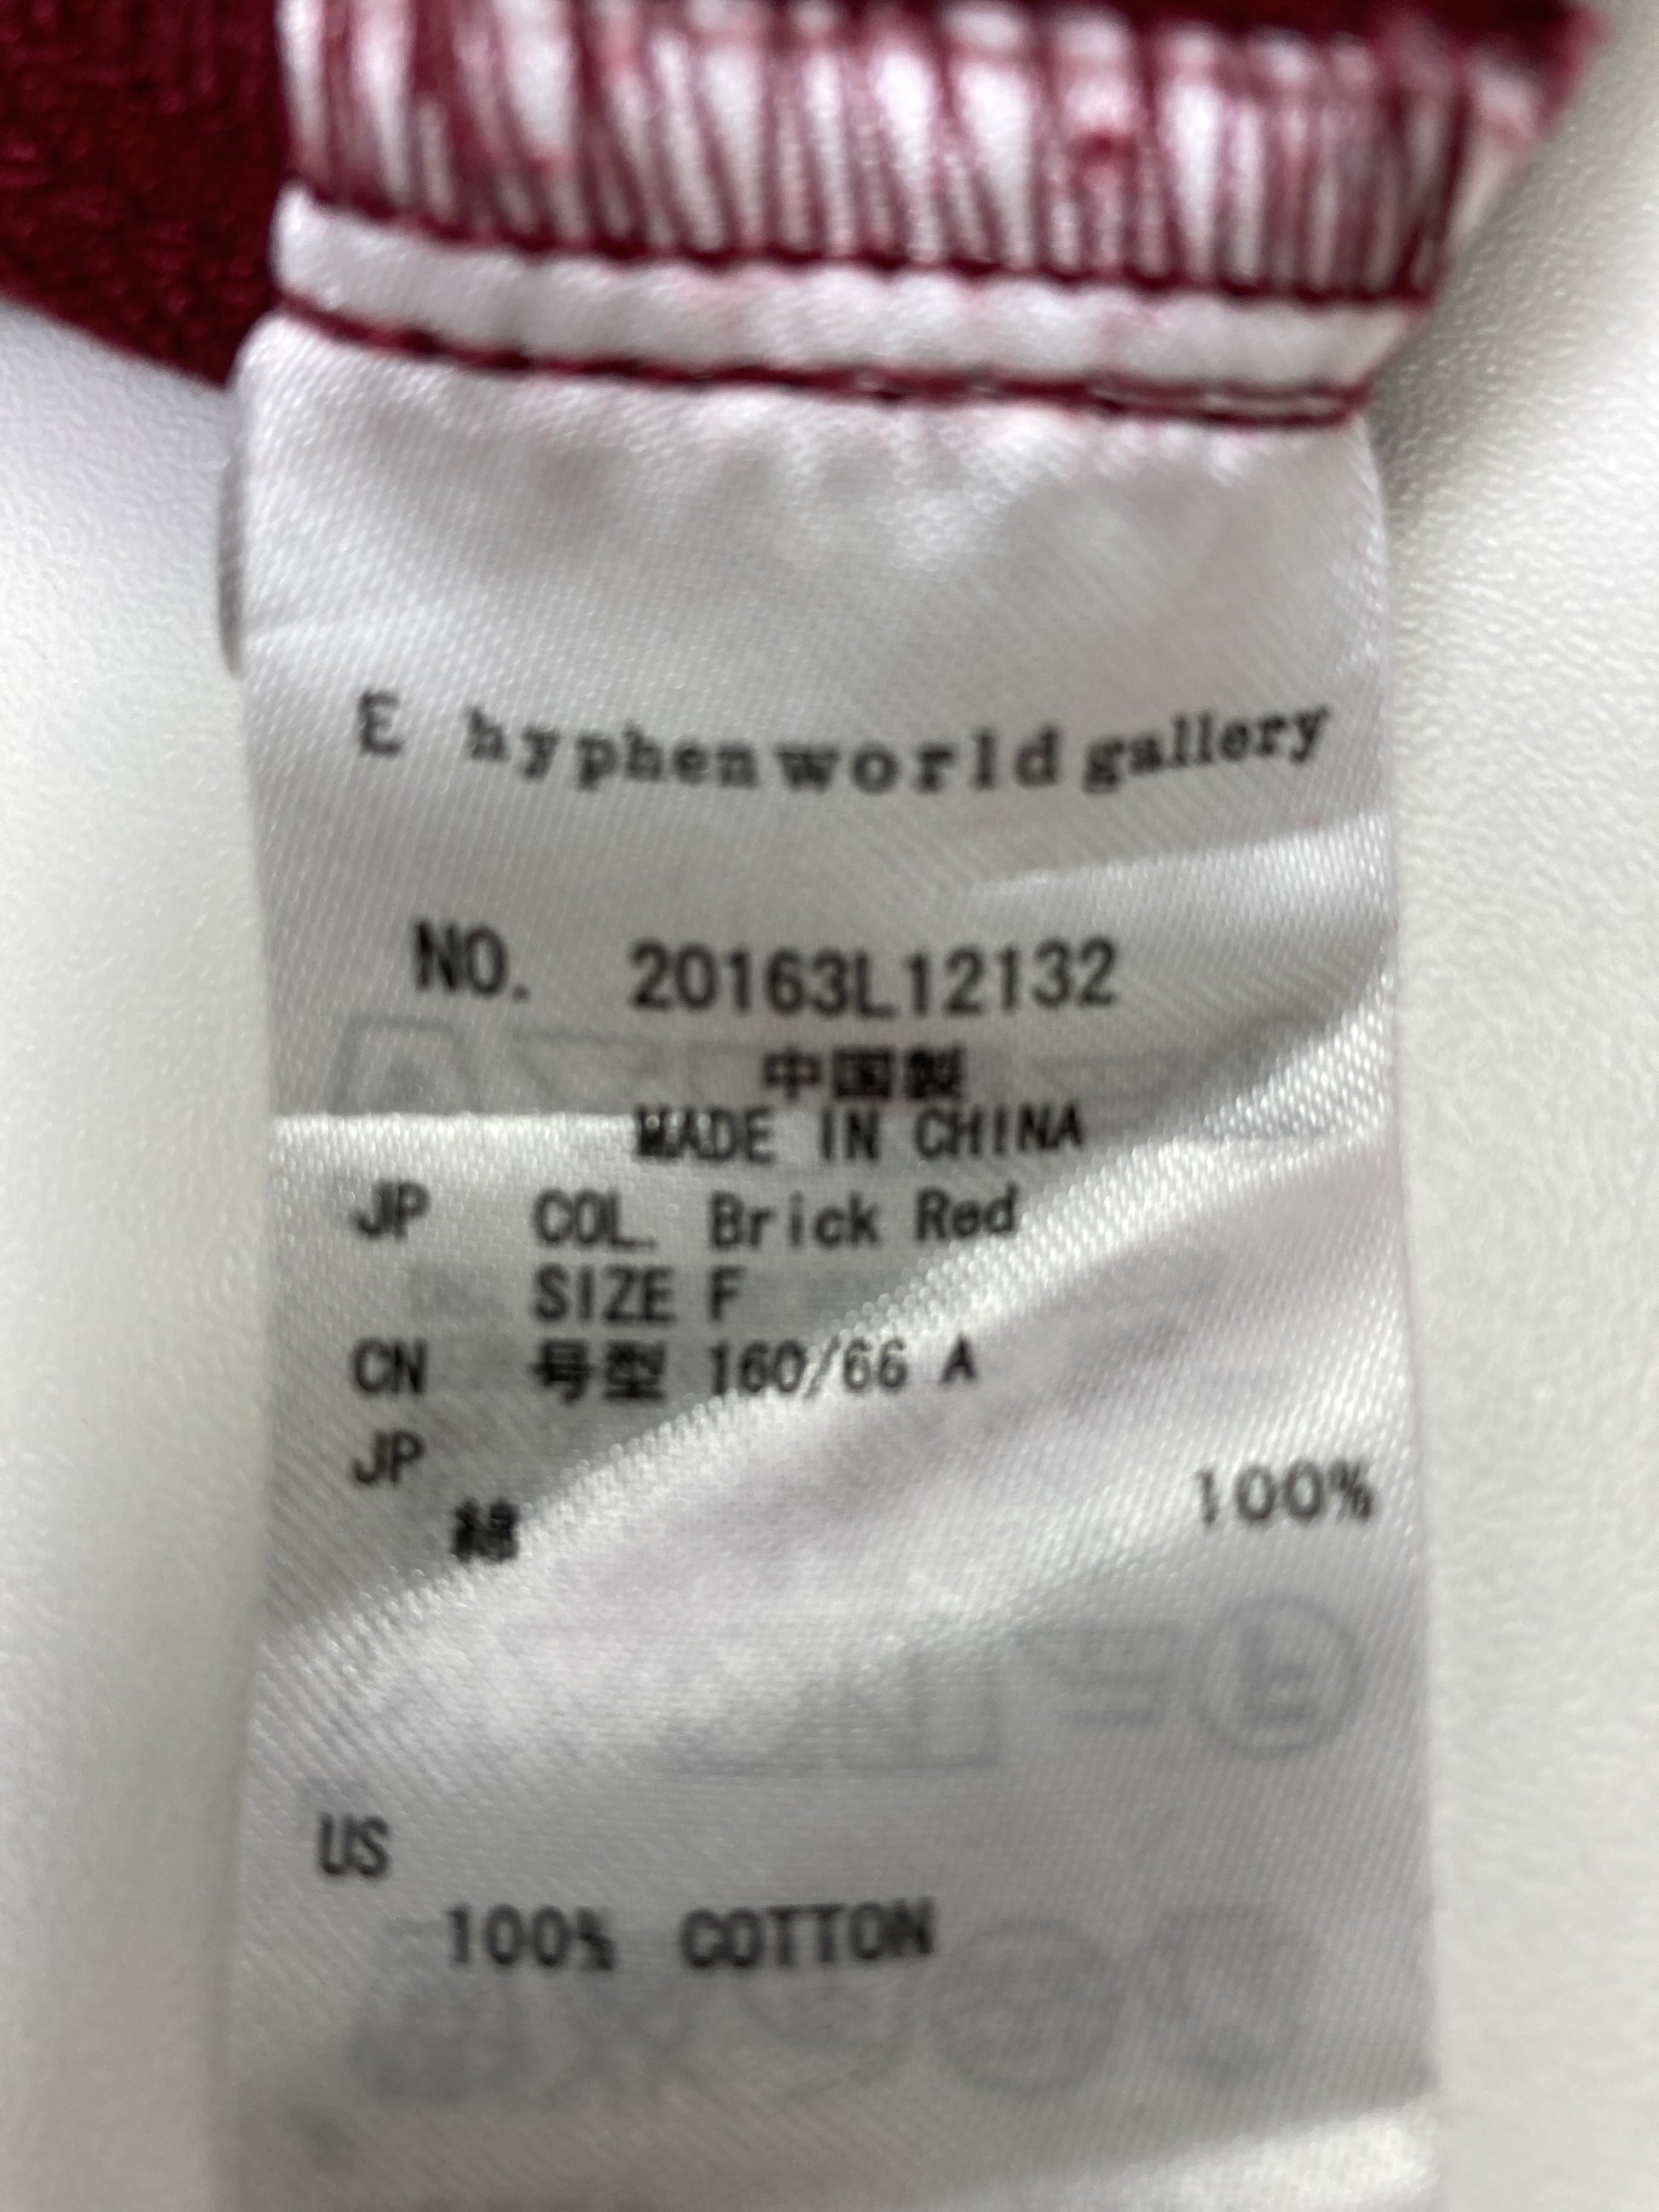 E hyphen world gallery
NO. 20163L12132
中国製
MADE IN CHINA
JP COL. Brick Red
SIZE F
CN 号型 160/66 A
JP
綿 100%
US
100% COTTON